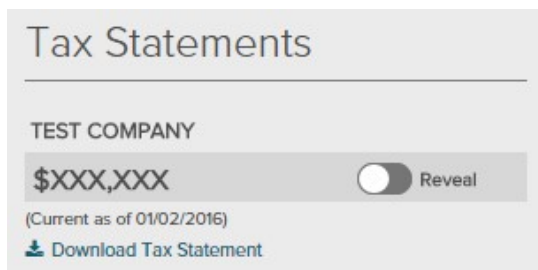 Tax Statements
TEST COMPANY
$XXX,XXX Reveal
(Current as of 01/02/2016)
Download Tax Statement